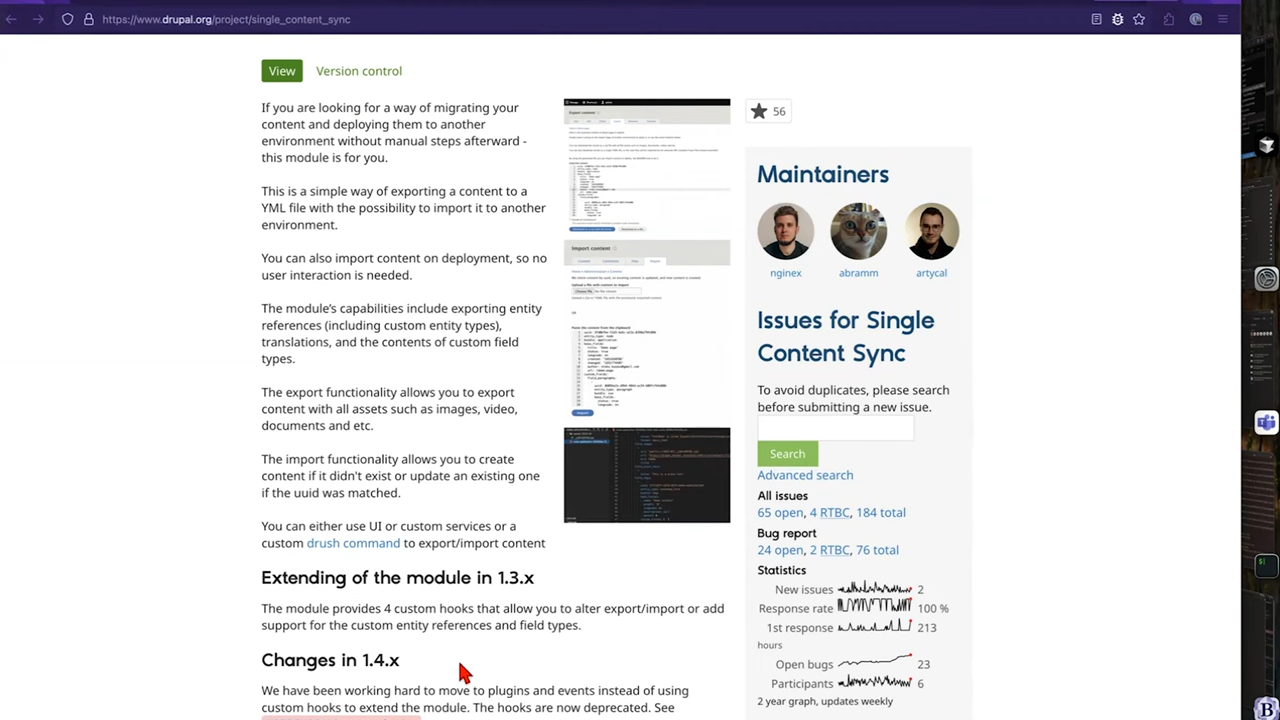 https://www.drupal.org/project/single_content_sync
View
Version control
If you are looking for a way of migrating your
content or deploying them to another
environment without manual steps afterward -
this module is for you.
This is a simple way of exporting a content to a
YML file with the possibility to import it to another
environment.
You can also import content on deployment, so no
user interaction is needed.
The module capabilities include exporting entity
references (including custom entity types),
translations, or the contents of custom field
types.
The export functionality allows you to export
content with all assets such as images, video,
documents and etc.
The import functionality allows you to create
content if it didn't exist or update an existing one
if the uuid was matched.
You can either use UI or custom services or a
custom drush command to export/import content
Export content
Import content
Import
56
Maintainers
nginex
abramm
artycal
Issues for Single
Content Sync
To avoid duplicates, please search
before submitting a new issue.
Search
Advanced search
All issues
65 open, 4 RTBC, 184 total
Bug report
24 open, 2 RTBC, 76 total
Statistics
New issues 2
Response rate 100 %
1st response 213
hours
Open bugs 23
Participants 6
2 year graph, updates weekly
Extending of the module in 1.3.x
The module provides 4 custom hooks that allow you to alter export/import or add
support for the custom entity references and field types.
Changes in 1.4.x
We have been working hard to move to plugins and events instead of using
custom hooks to extend the module. The hooks are now deprecated. See